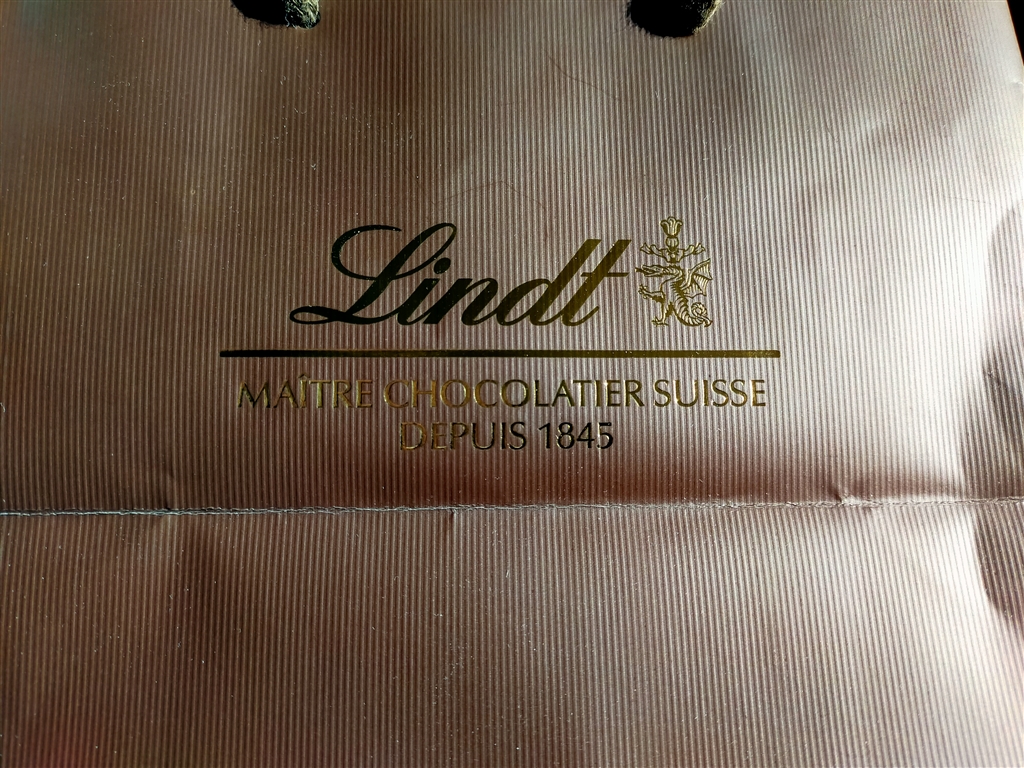 Lindt
MAÎTRE CHOCOLATIER SUISSE
DEPUIS 1845